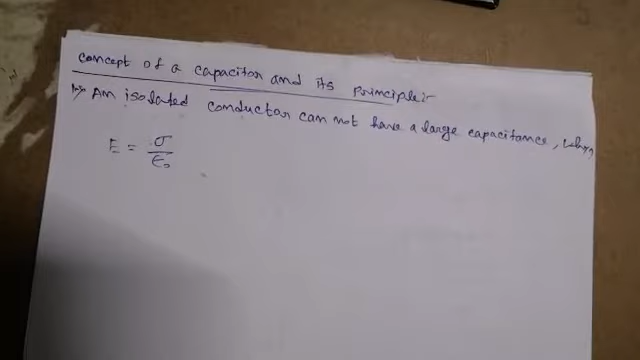 concept of a capacitor and its principle:-
An isolated conductor can not have a large capacitance, why?
E = σ/ε₀